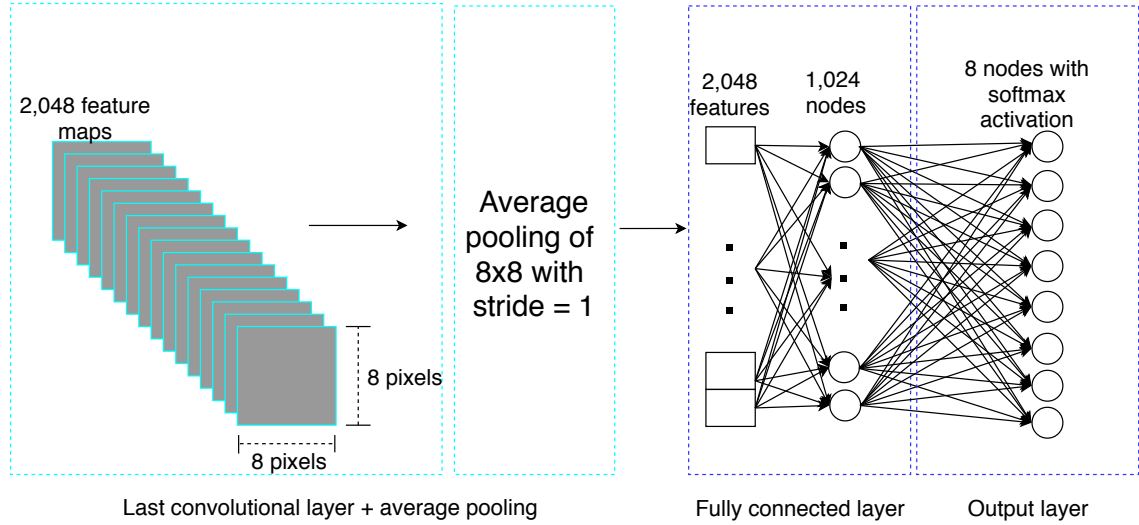 2,048 feature
maps
8 pixels
8 pixels
Average
pooling of
8x8 with
stride = 1
2,048
features
1,024
nodes
8 nodes with
softmax
activation
Last convolutional layer + average pooling
Fully connected layer
Output layer